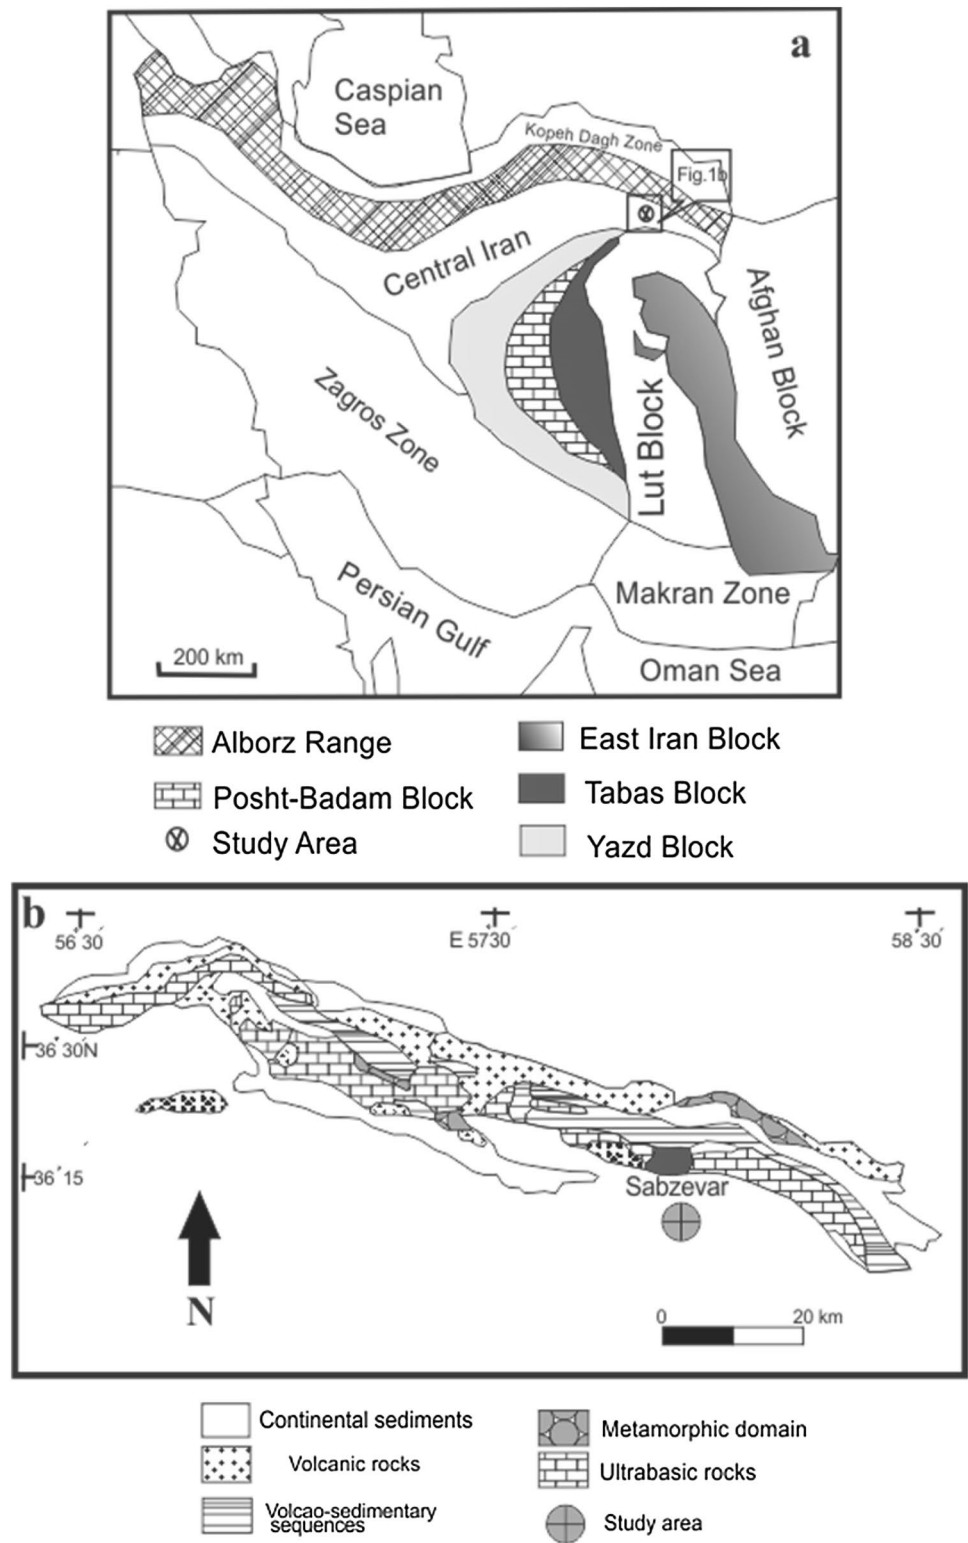 a
Caspian
Sea
Kopeh Dagh Zone
Fig.1b
Central Iran
Afghan Block
Zagros Zone
Lut Block
Persian Gulf
Makran Zone
200 km
Oman Sea
Alborz Range
East Iran Block
Posht-Badam Block
Tabas Block
Study Area
Yazd Block
b
56 30´
E 5730´
58 30´
36 30N
36 15
Sabzevar
N
0 20 km
Continental sediments
Metamorphic domain
Volcanic rocks
Ultrabasic rocks
Volcao-sedimentary
sequences
Study area